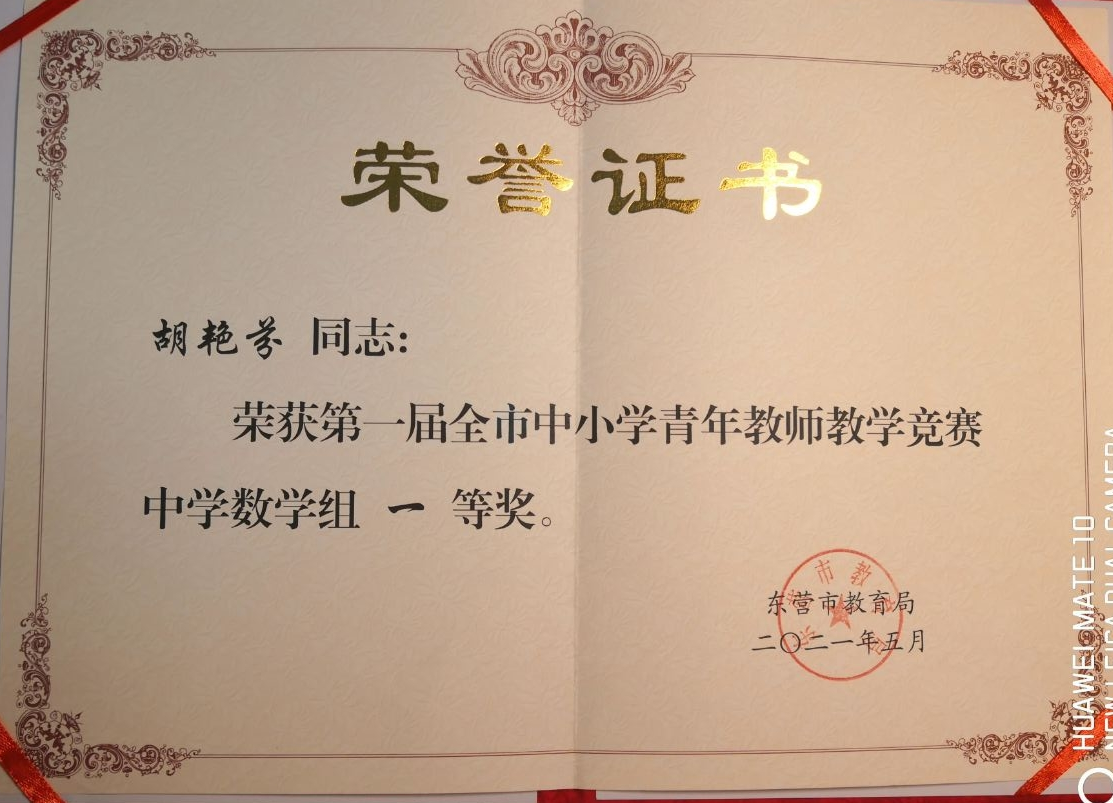 荣誉证书
胡艳芬 同志:
荣获第一届全市中小学青年教师教学竞赛
中学数学组 一 等奖。
东营市教育局
二〇二一年五月
HUAWEI MATE 10